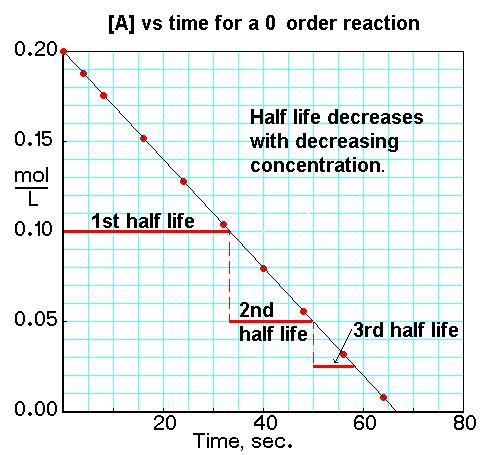 [A] vs time for a 0 order reaction
0.20
Half life decreases
with decreasing
concentration.
0.15
mol
L
1st half life
0.10
2nd
half life
3rd half life
0.05
0.00
20
40
60
80
Time, sec.